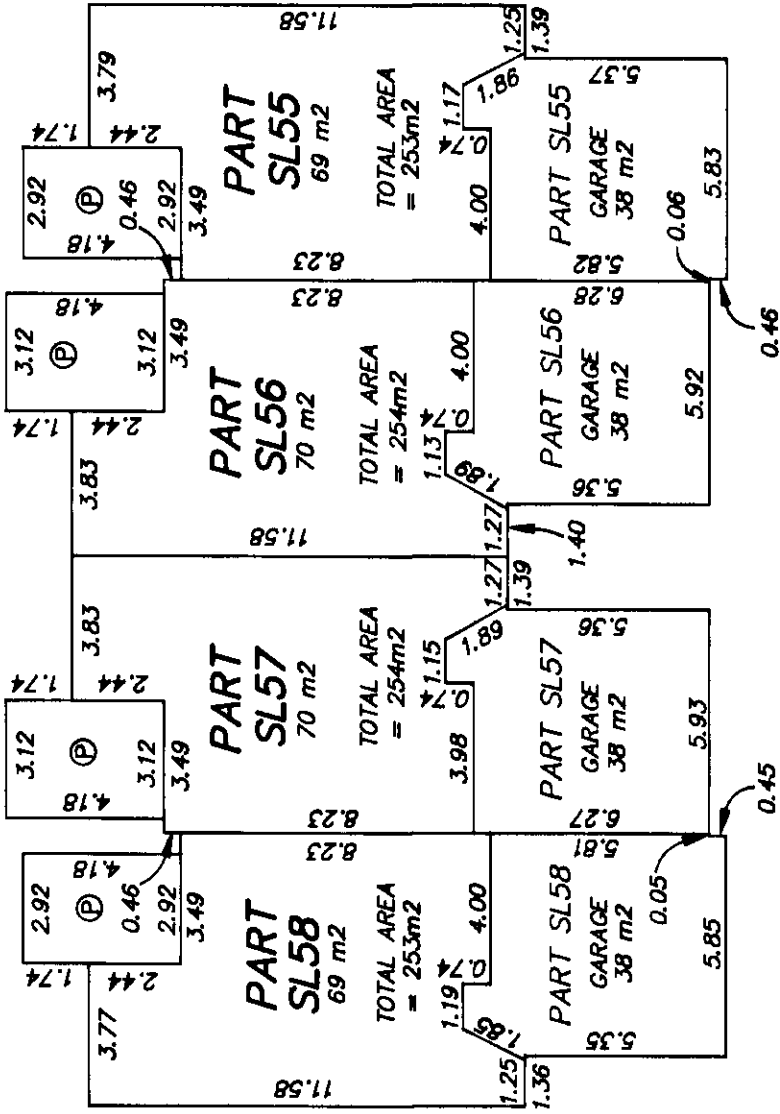 1.74
2.92
Ⓟ
4.18
0.46
2.92
3.49
2.44
3.77
11.58
8.23
PART
SL58
69 m2
TOTAL AREA
= 253m2
4.00
0.74
1.19
1.85
1.25
1.36
5.35
PART SL58
GARAGE
38 m2
5.81
0.05
5.85
0.45
3.12
Ⓟ
4.18
1.74
2.44
3.12
3.49
3.83
8.23
PART
SL57
70 m2
TOTAL AREA
= 254m2
3.98
0.74
1.15
1.89
1.27
1.39
6.27
PART SL57
GARAGE
38 m2
5.36
5.93
11.58
3.83
1.74
2.44
3.12
Ⓟ
4.18
3.12
3.49
8.23
PART
SL56
70 m2
TOTAL AREA
= 254m2
4.00
0.74
1.13
1.89
1.27
1.40
5.36
PART SL56
GARAGE
38 m2
6.28
5.92
2.92
Ⓟ
4.18
0.46
2.92
3.49
1.74
2.44
3.79
8.23
PART
SL55
69 m2
TOTAL AREA
= 253m2
11.58
4.00
0.74
1.17
1.86
1.25
1.39
5.82
PART SL55
GARAGE
38 m2
5.37
0.06
5.83
0.46